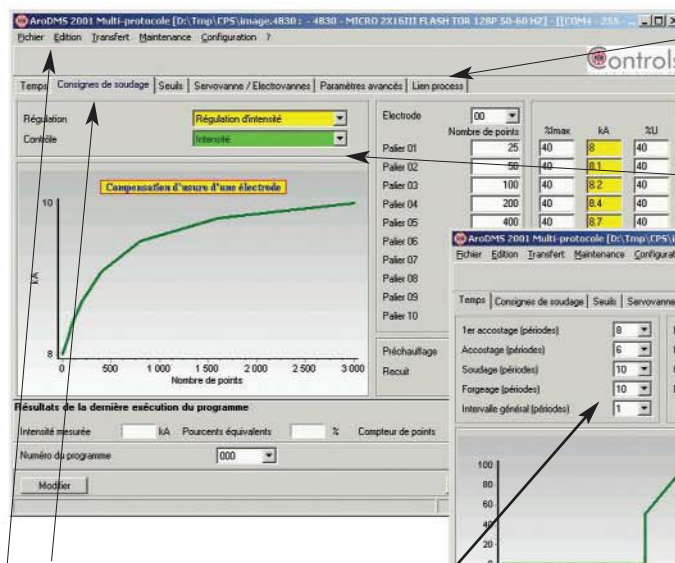 AroDMS 2001 Multi-protocole [D:\Tmp\CPS\image.4B30 : - 4B30 - MICRO 2X16III FLASH TOR 128P 50-60 HZ] - [[COM4 - 255 -
Fichier Edition Transfert Maintenance Configuration ?
Controls
Temps Consignes de soudage Seuils Servovanne / Electrovannes Paramètres avancés Lien process
Régulation Régulation d'intensité
Contrôle Intensité
Electrode 00
Nombre de points %Imax kA %U
Palier 01 25 40 8 40
Palier 02 50 40 8.1 40
Palier 03 100 40 8.2 40
Palier 04 200 40 8.4 40
Palier 05 400 40 8.7 40
Palier 06
Palier 07
Palier 08
Palier 09
Palier 10
Préchauffage
Recuit
Compensation d'usure d'une électrode
10
kA
8
0 500 1 000 1 500 2 000 2 500 3 000
Nombre de points
Résultats de la dernière exécution du programme
Intensité mesurée kA Pourcents équivalents % Compteur de points
Numéro du programme 000
Modifier
AroDMS 2001 Multi-protocole [D:\Tmp\CPS\i
Fichier Edition Transfert Maintenance Configurat
Temps Consignes de soudage Seuils Servovanne
1er accostage (périodes) 8
Accostage (périodes) 6
Soudage (périodes) 10
Forgeage (périodes) 10
Intervalle général (périodes) 1
100
80
60
40
20
0